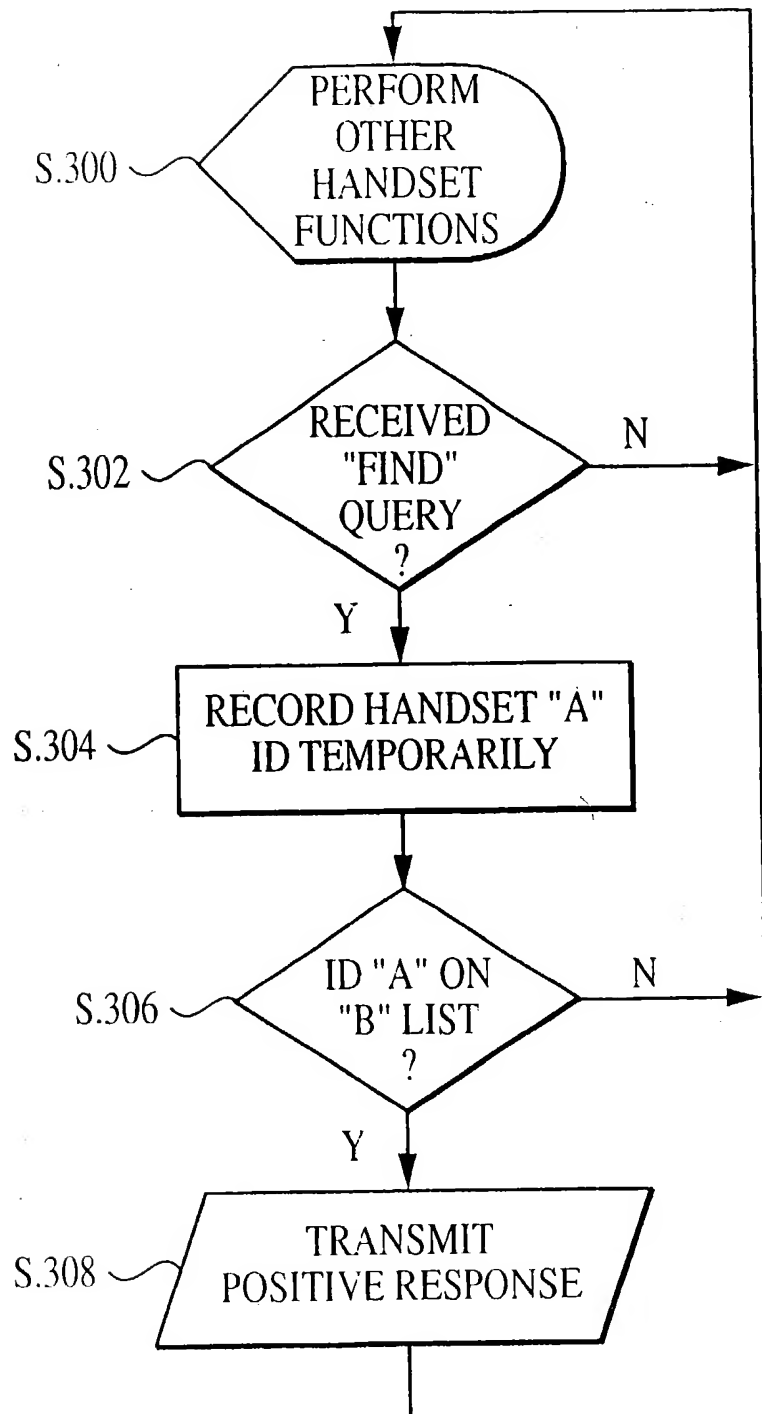 PERFORM
OTHER
HANDSET
FUNCTIONS
S.300
RECEIVED
"FIND"
QUERY
?
S.302
N
Y
RECORD HANDSET "A"
ID TEMPORARILY
S.304
ID "A" ON
"B" LIST
?
S.306
N
Y
TRANSMIT
POSITIVE RESPONSE
S.308